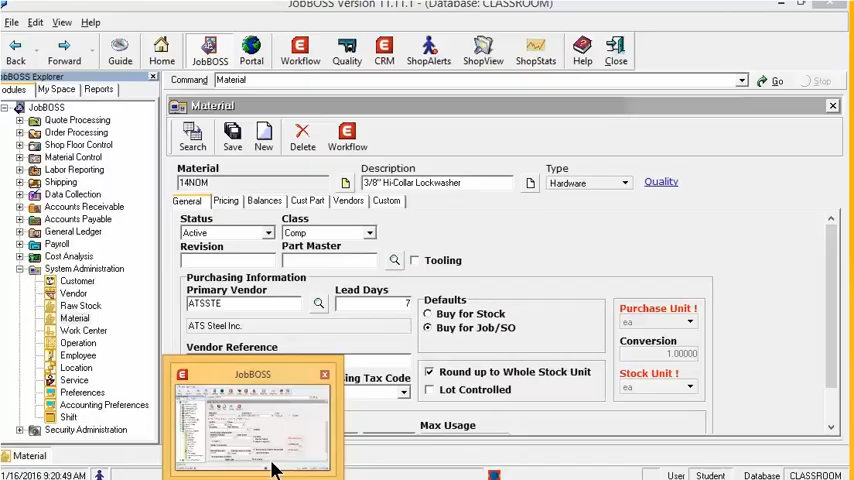 JobBOSS Version 11.11.1 - (Database: CLASSROOM)
File Edit View Help
Back Forward Guide Home JobBOSS Portal Workflow Quality CRM ShopAlerts ShopView ShopStats Help Close
obBOSS Explorer
Command Material Go Stop
odules My Space Reports
Material
JobBOSS
Quote Processing
Order Processing
Shop Floor Control
Material Control
Labor Reporting
Shipping
Data Collection
Accounts Receivable
Accounts Payable
General Ledger
Payroll
Cost Analysis
System Administration
Customer
Vendor
Raw Stock
Material
Work Center
Operation
Employee
Location
Service
Preferences
Accounting Preferences
Shift
Security Administration
Search Save New Delete Workflow
Material Description Type
14NOM 3/8" Hi-Collar Lockwasher Hardware Quality
General Pricing Balances Cust Part Vendors Custom
Status Class
Active Comp
Revision Part Master
Tooling
Purchasing Information
Primary Vendor Lead Days
ATSSTE 7
ATS Steel Inc.
Vendor Reference
Defaults
Buy for Stock
Buy for Job/SO
Purchase Unit !
ea
Conversion
1.00000
Stock Unit !
ea
Round up to Whole Stock Unit
Lot Controlled
sing Tax Code
Max Usage
JobBOSS
Material
1/16/2016 9:20:49 AM User Student Database CLASSROOM